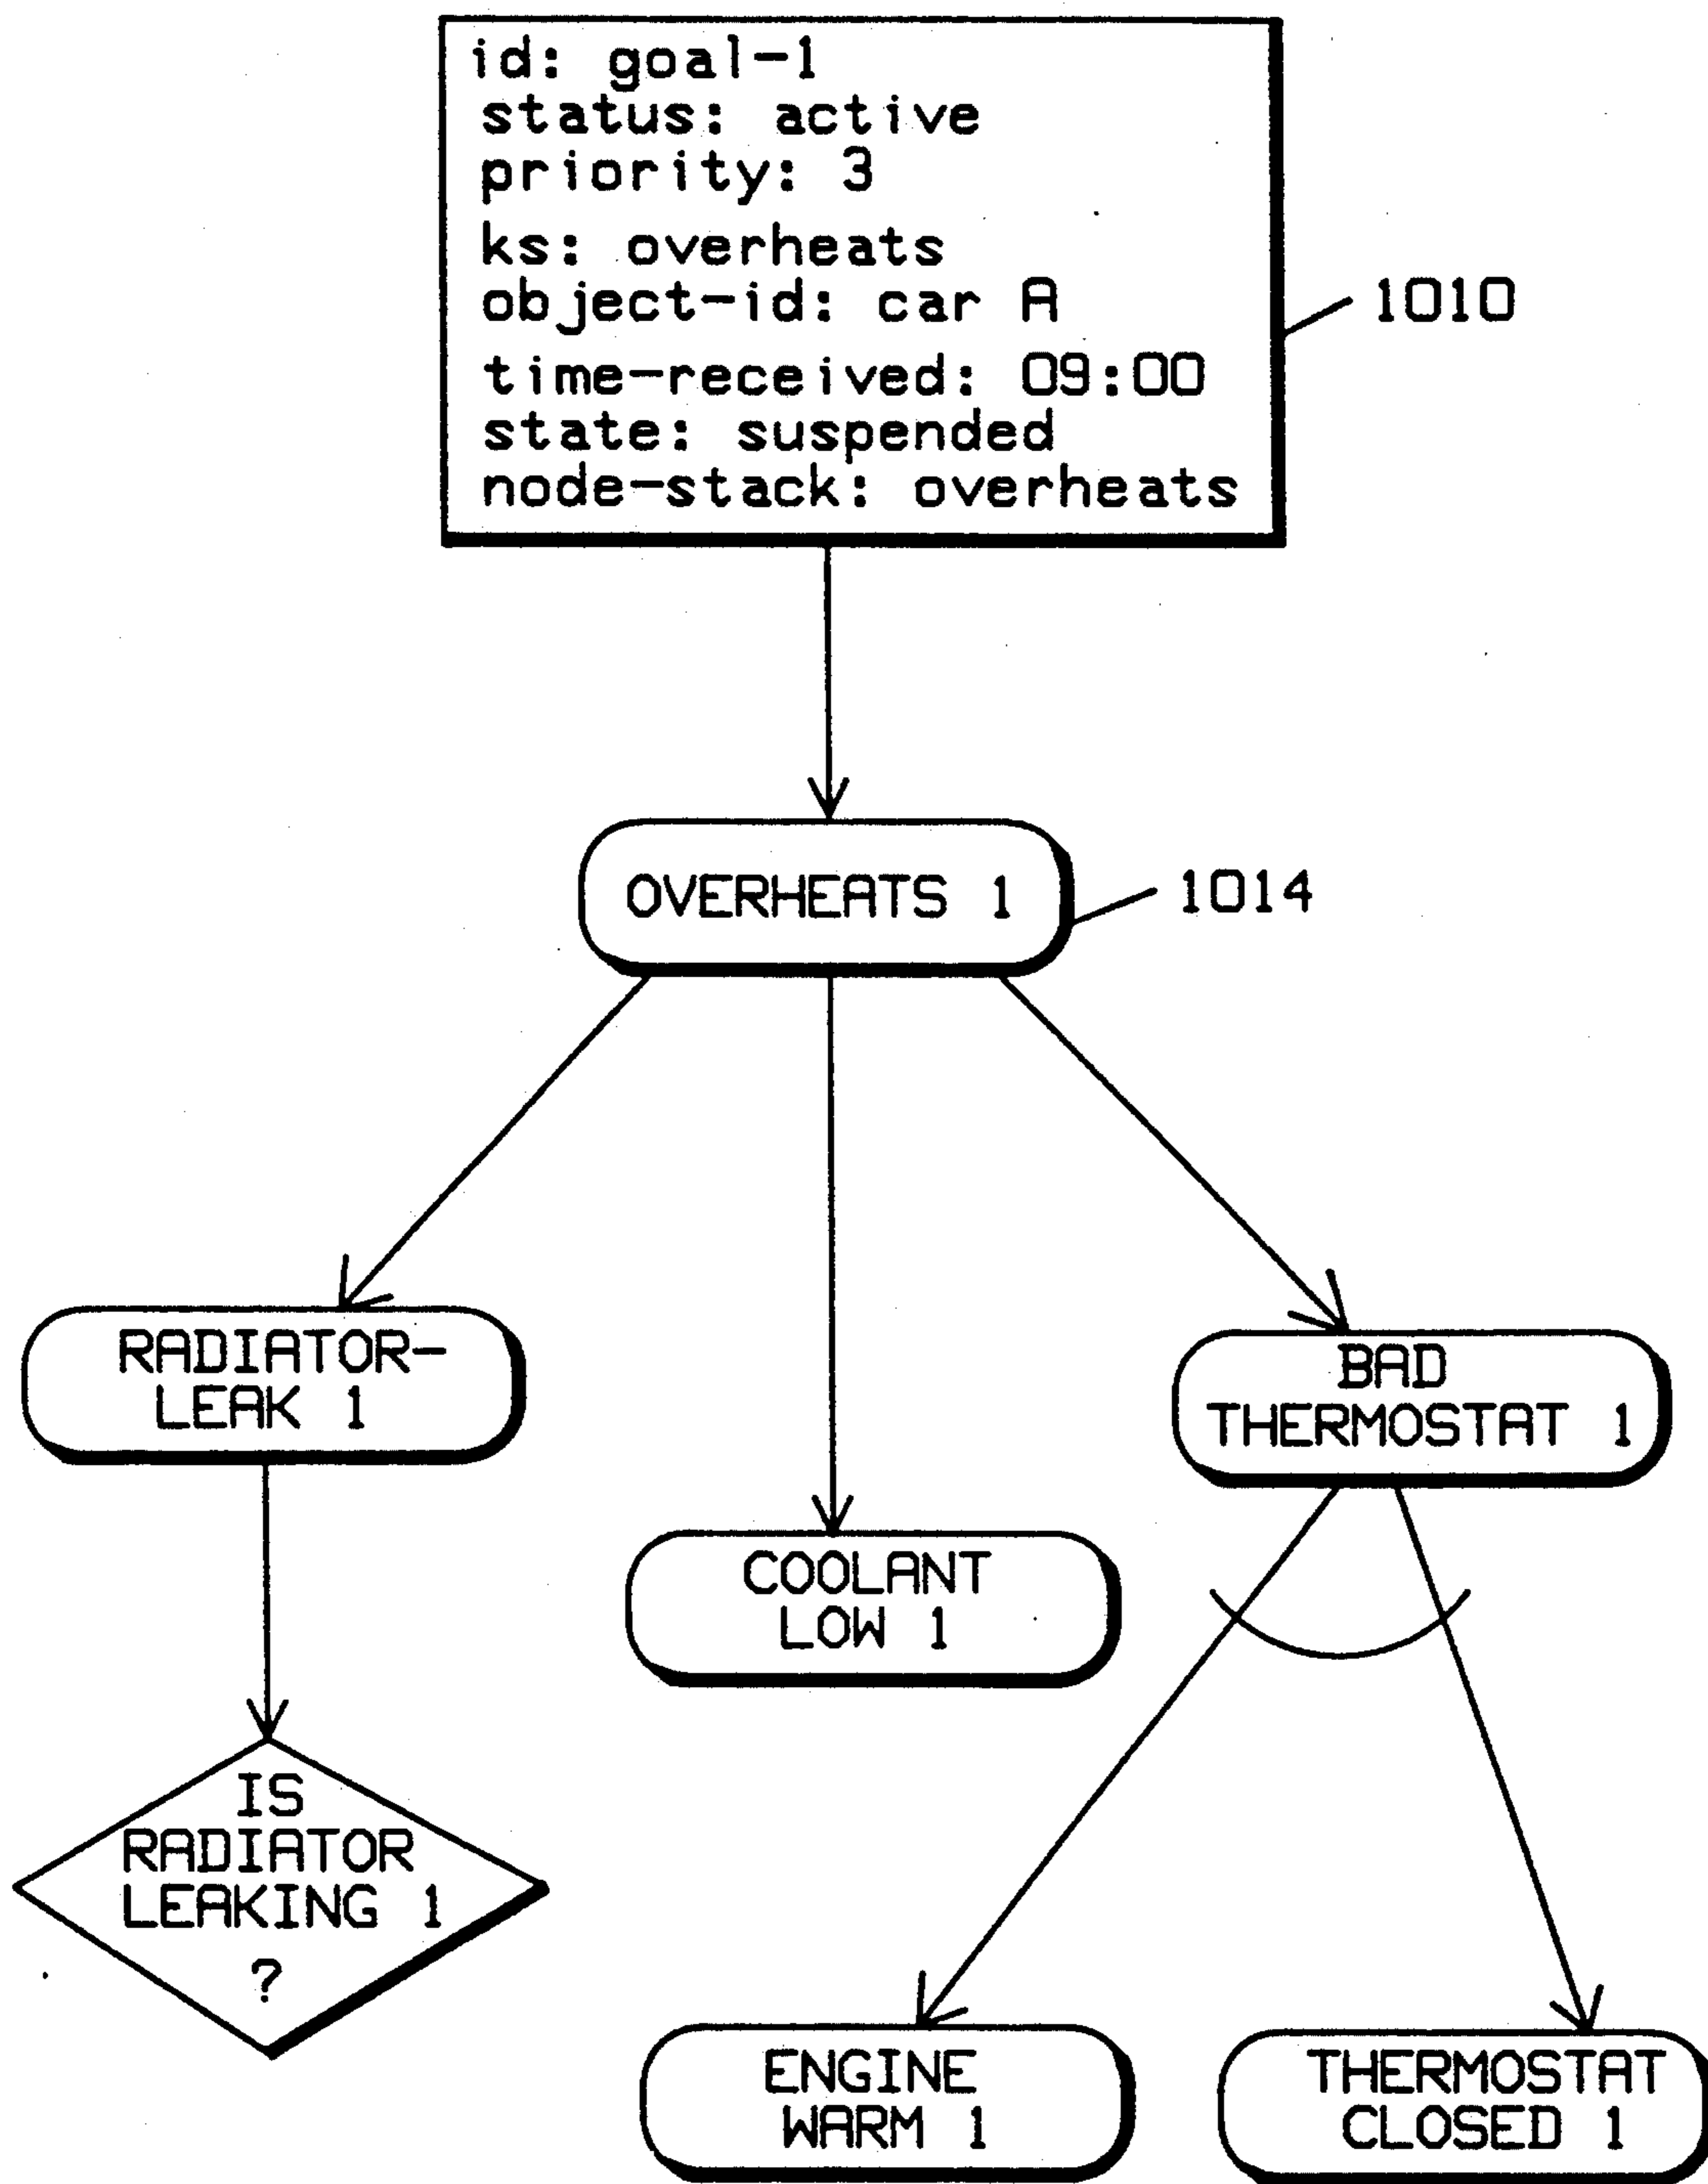 id: goal-1
status: active
priority: 3
ks: overheats
object-id: car A
time-received: 09:00
state: suspended
node-stack: overheats
1010
OVERHEATS 1
1014
RADIATOR-
LEAK 1
BAD
THERMOSTAT 1
COOLANT
LOW 1
IS
RADIATOR
LEAKING 1
?
ENGINE
WARM 1
THERMOSTAT
CLOSED 1